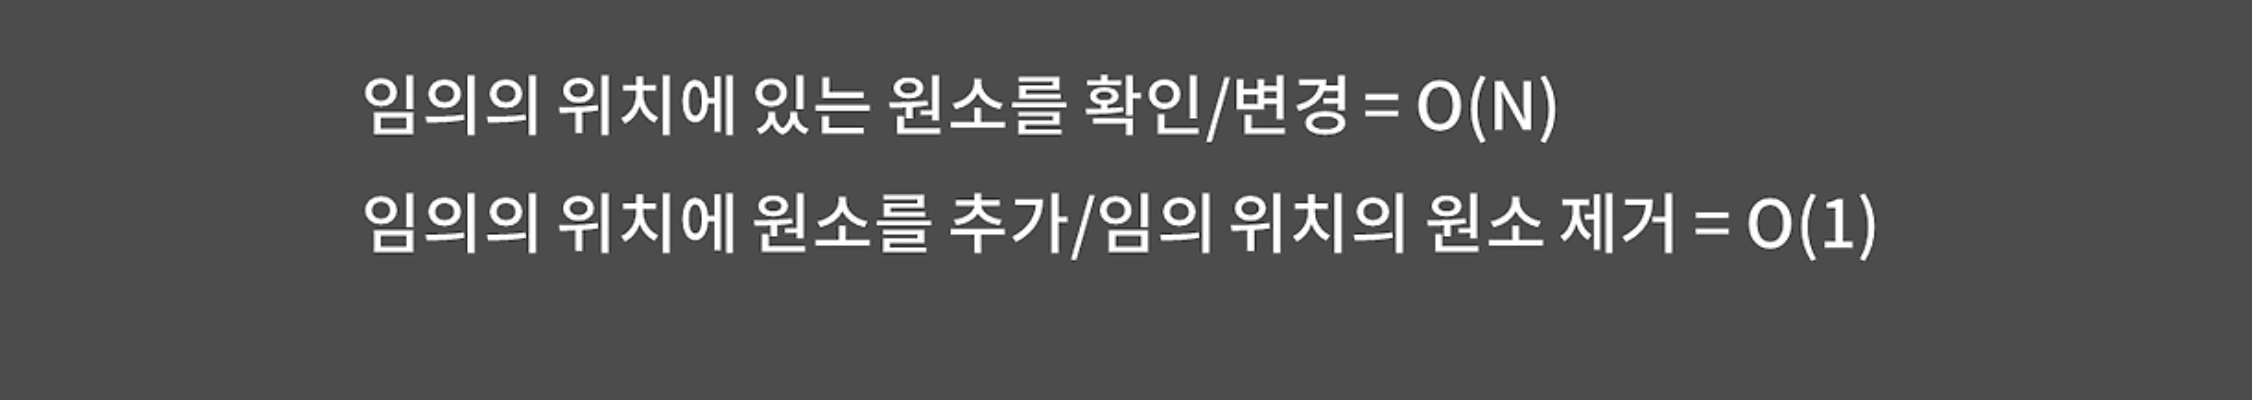 임의의 위치에 있는 원소를 확인/변경 = O(N)
임의의 위치에 원소를 추가/임의 위치의 원소 제거 = O(1)